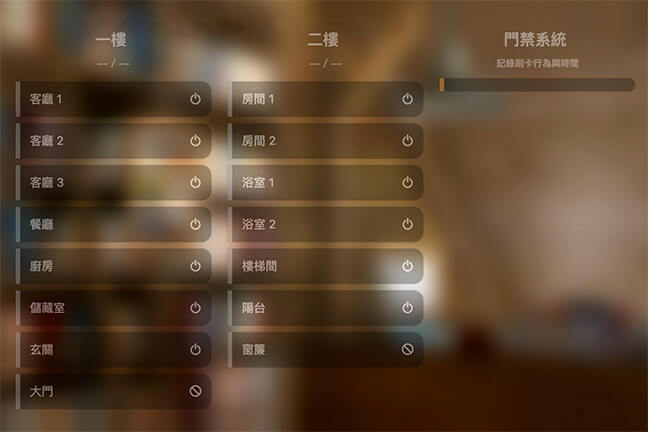 一樓
— / —
客廳 1
客廳 2
客廳 3
餐廳
廚房
儲藏室
玄關
大門
二樓
— / —
房間 1
房間 2
浴室 1
浴室 2
樓梯間
陽台
窗簾
門禁系統
記錄刷卡行為與時間